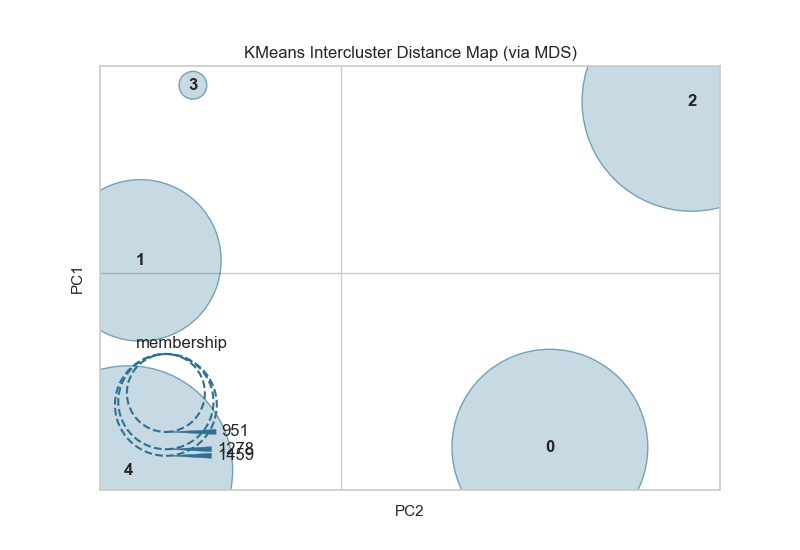 KMeans Intercluster Distance Map (via MDS)
3
2
1
PC1
membership
951
1278
1459
0
4
PC2